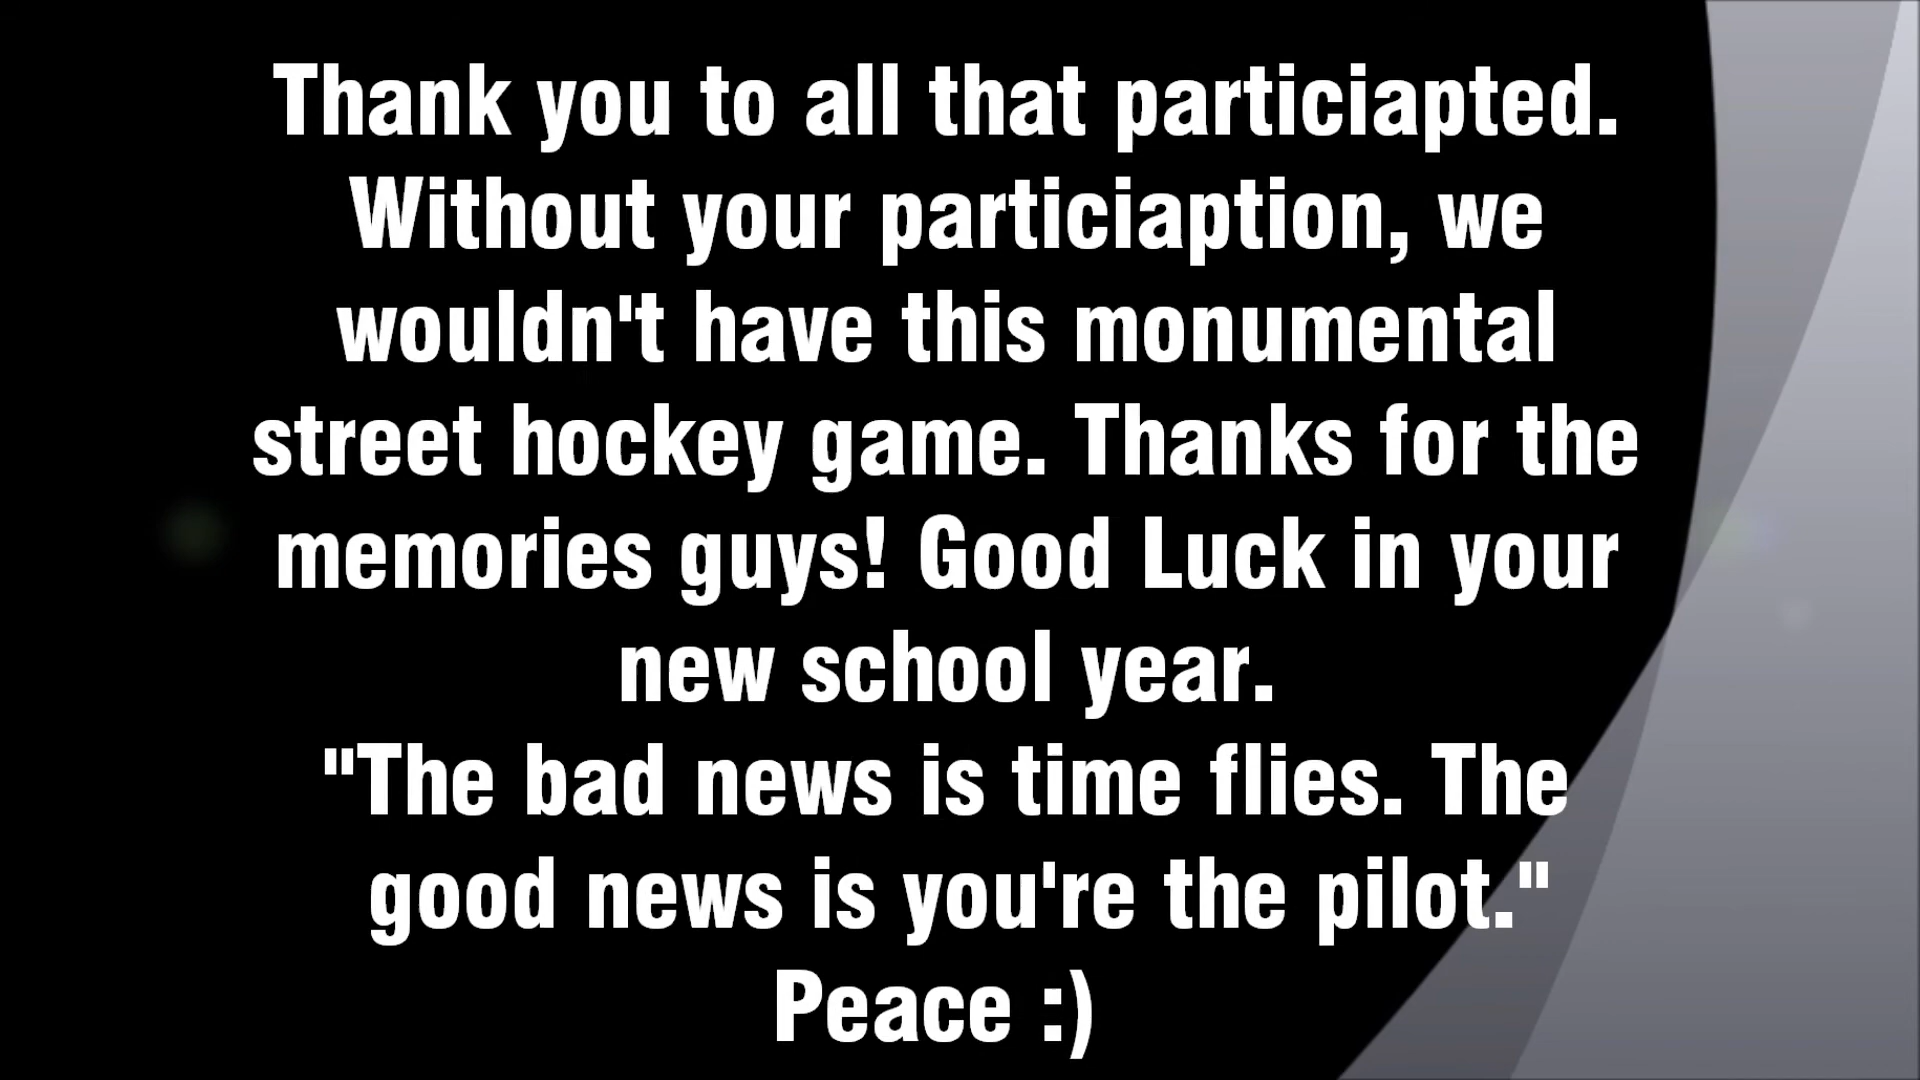 Thank you to all that particiapted.
Without your particiaption, we
wouldn't have this monumental
street hockey game. Thanks for the
memories guys! Good Luck in your
new school year.
"The bad news is time flies. The
good news is you're the pilot."
Peace :)